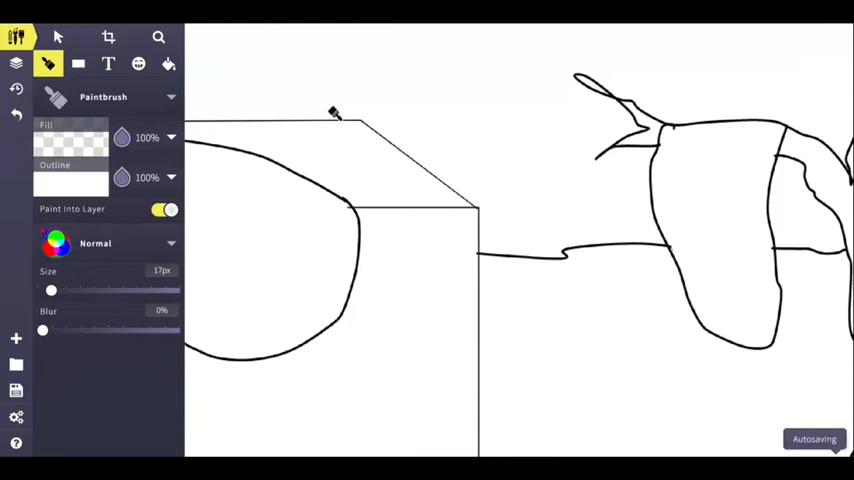 T
Paintbrush
Fill
100%
Outline
100%
Paint Into Layer
Normal
Size
17px
Blur
0%
?
Autosaving